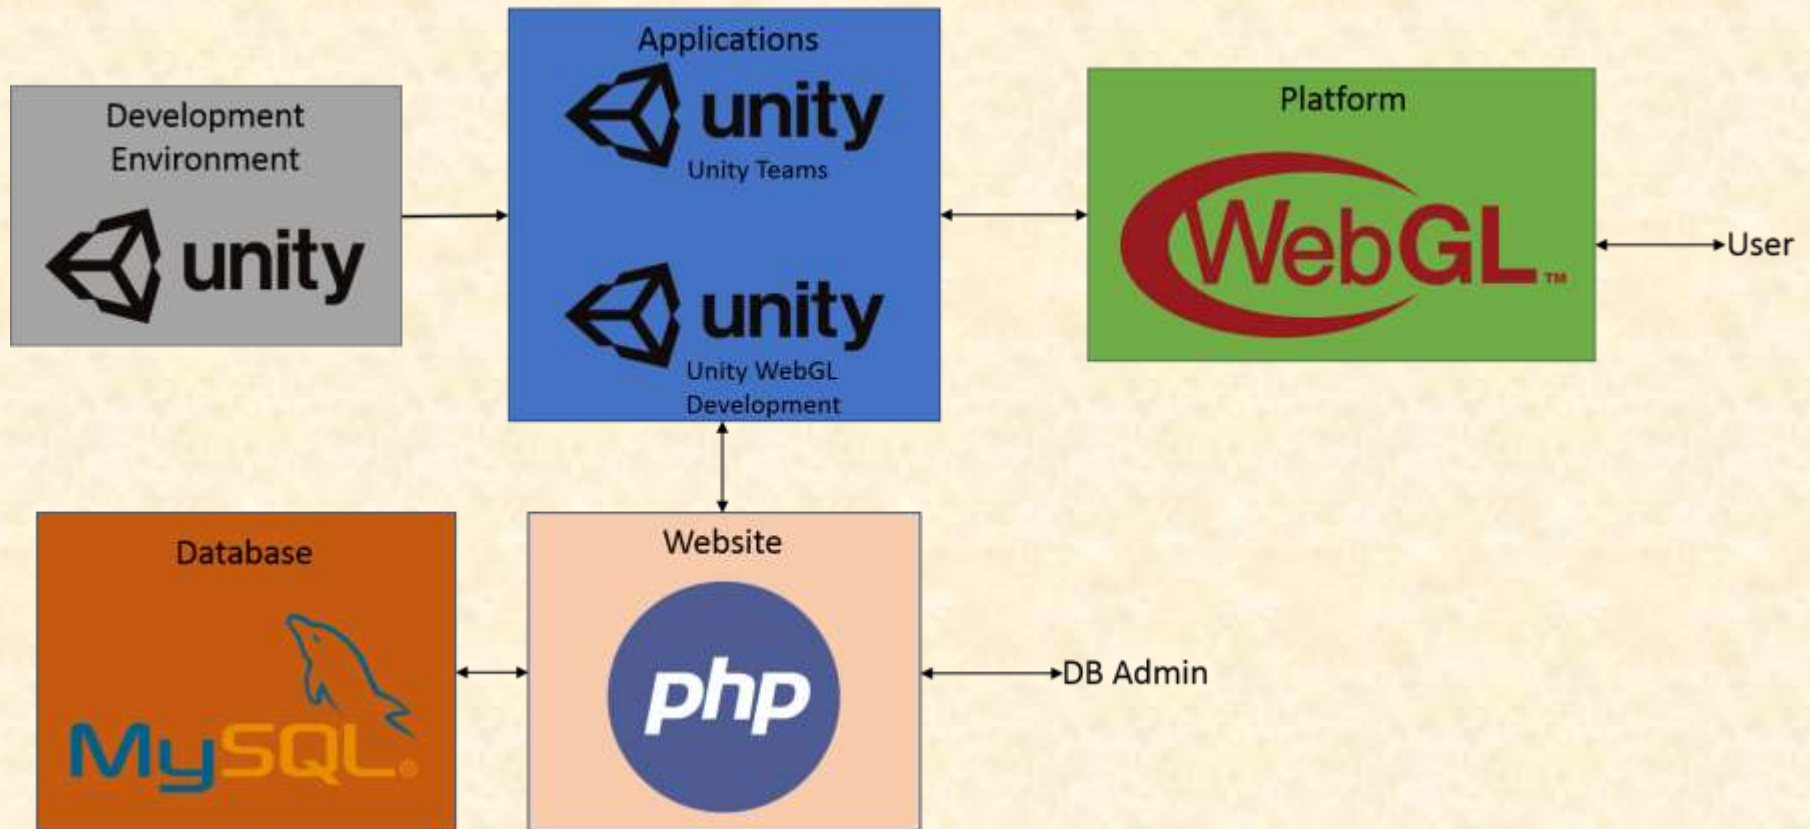 Development
Environment
unity
Applications
unity
Unity Teams
unity
Unity WebGL
Development
Platform
WebGL™
User
Database
MySQL®
Website
php
DB Admin